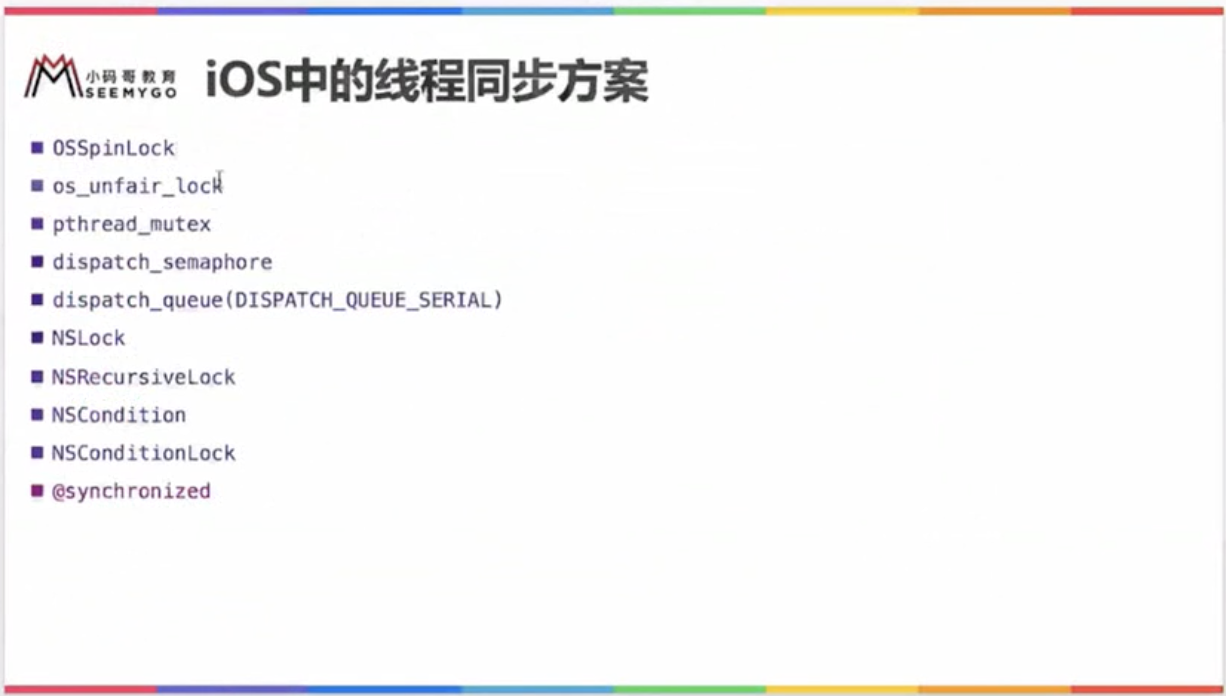 小码哥教育
SEEMYGO
iOS中的线程同步方案
OSSpinLock
os_unfair_lock
pthread_mutex
dispatch_semaphore
dispatch_queue(DISPATCH_QUEUE_SERIAL)
NSLock
NSRecursiveLock
NSCondition
NSConditionLock
@synchronized